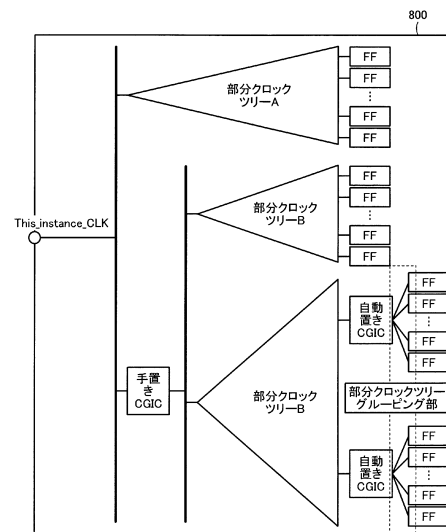 800
FF
FF
部分クロック
ツリーA
FF
FF
FF
FF
This_instance_CLK
部分クロック
ツリーB
FF
FF
自動
置き
CGIC
FF
FF
FF
FF
手置
き
CGIC
部分クロック
ツリーB
部分クロックツリー
グルーピング部
自動
置き
CGIC
FF
FF
FF
FF